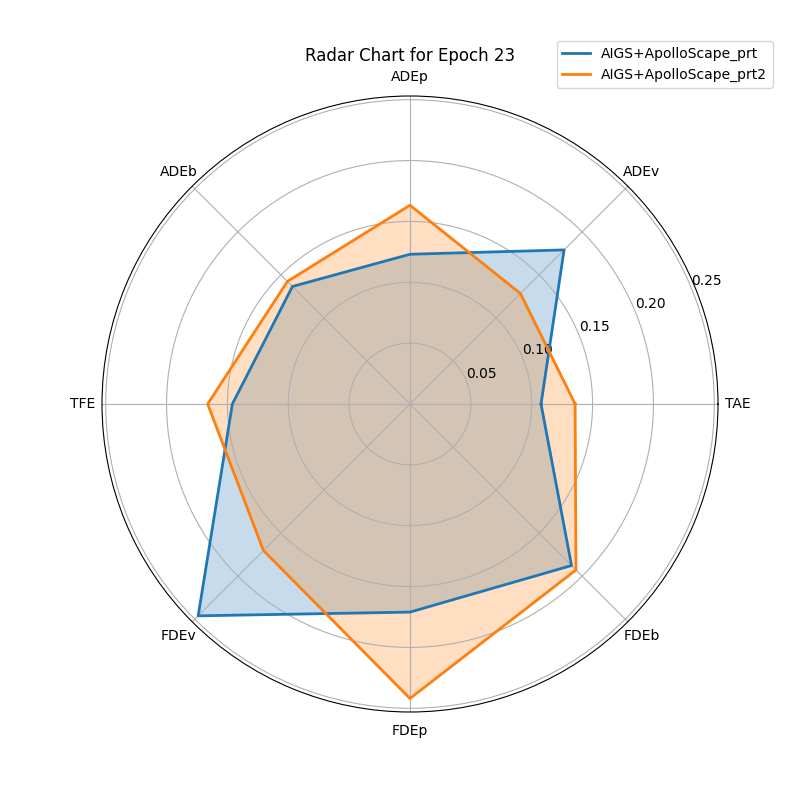 Radar Chart for Epoch 23
AIGS+ApolloScape_prt
AIGS+ApolloScape_prt2
ADEp
ADEb
ADEv
0.25
0.20
0.15
0.10
0.05
TFE
TAE
FDEv
FDEb
FDEp